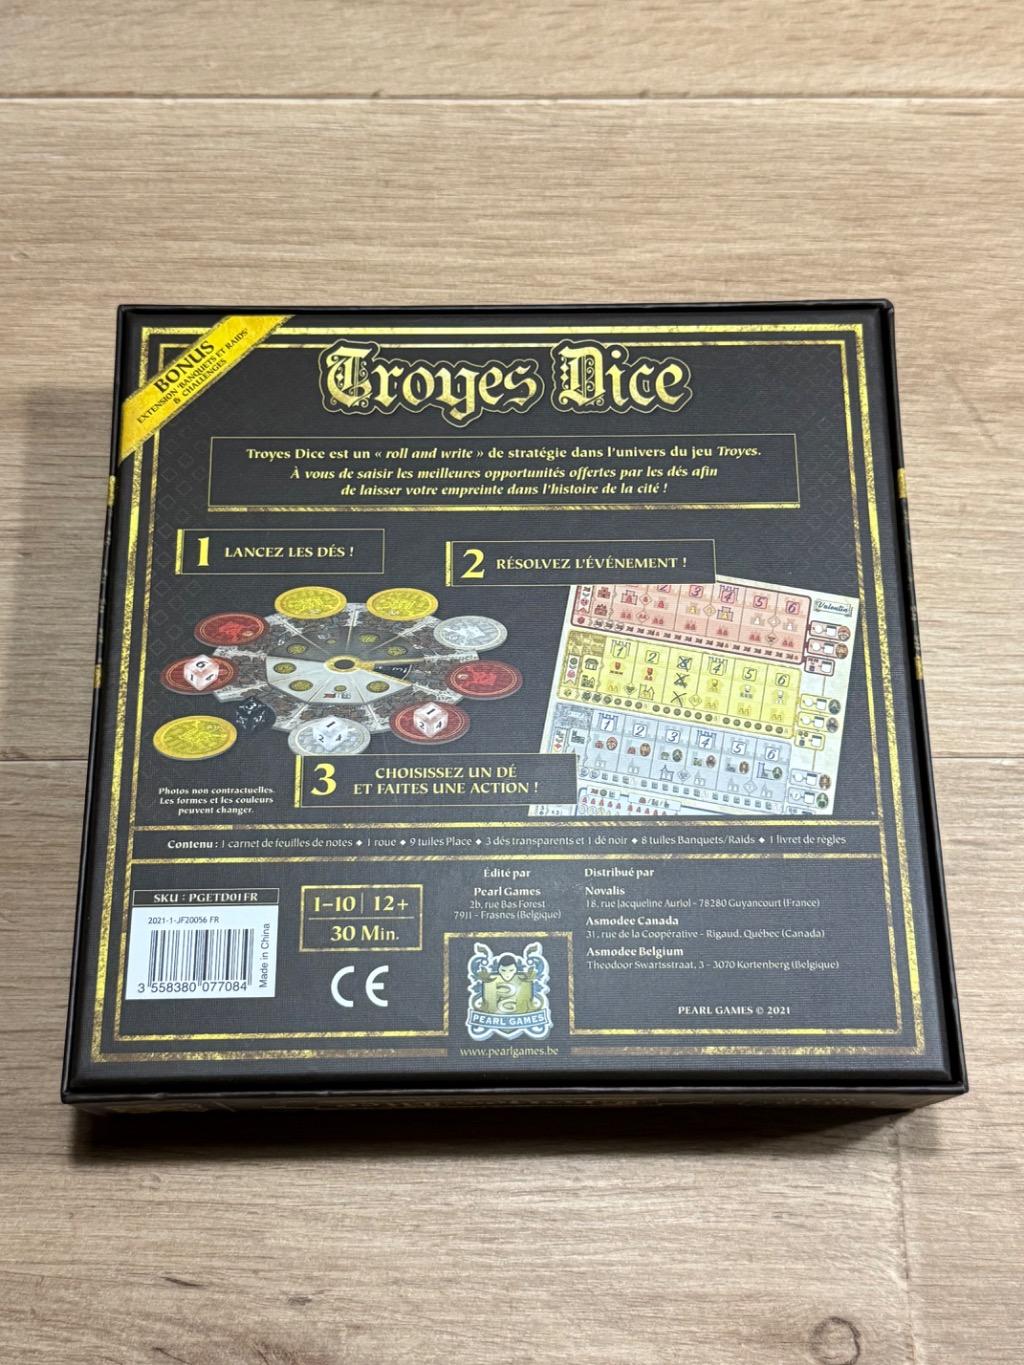 BONUS
EXTENSION "BANQUETS ET RAIDS"
& CHALLENGES
Troyes Dice
Troyes Dice est un « roll and write » de stratégie dans l'univers du jeu Troyes.
À vous de saisir les meilleures opportunités offertes par les dés afin
de laisser votre empreinte dans l'histoire de la cité !
1 LANCEZ LES DÉS !
2 RÉSOLVEZ L'ÉVÉNEMENT !
Valentin
1 2 3 4 5 6
3 CHOISISSEZ UN DÉ
ET FAITES UNE ACTION !
Photos non contractuelles.
Les formes et les couleurs
peuvent changer.
Contenu : 1 carnet de feuilles de notes ◆ 1 roue ◆ 9 tuiles Place ◆ 3 dés transparents et 1 dé noir ◆ 8 tuiles Banquets/Raids ◆ 1 livret de règles
SKU : PGETD01FR
2021-1-JF20056 FR
Made in China
3 558380 077084
1-10 | 12+
30 Min.
CE
Édité par
Pearl Games
2b, rue Bas Forest
7911 - Frasnes (Belgique)
PEARL GAMES
www.pearlgames.be
Distribué par
Novalis
18, rue Jacqueline Auriol - 78280 Guyancourt (France)
Asmodee Canada
31, rue de la Coopérative - Rigaud, Québec (Canada)
Asmodee Belgium
Theodoor Swartsstraat, 3 - 3070 Kortenberg (Belgique)
PEARL GAMES © 2021